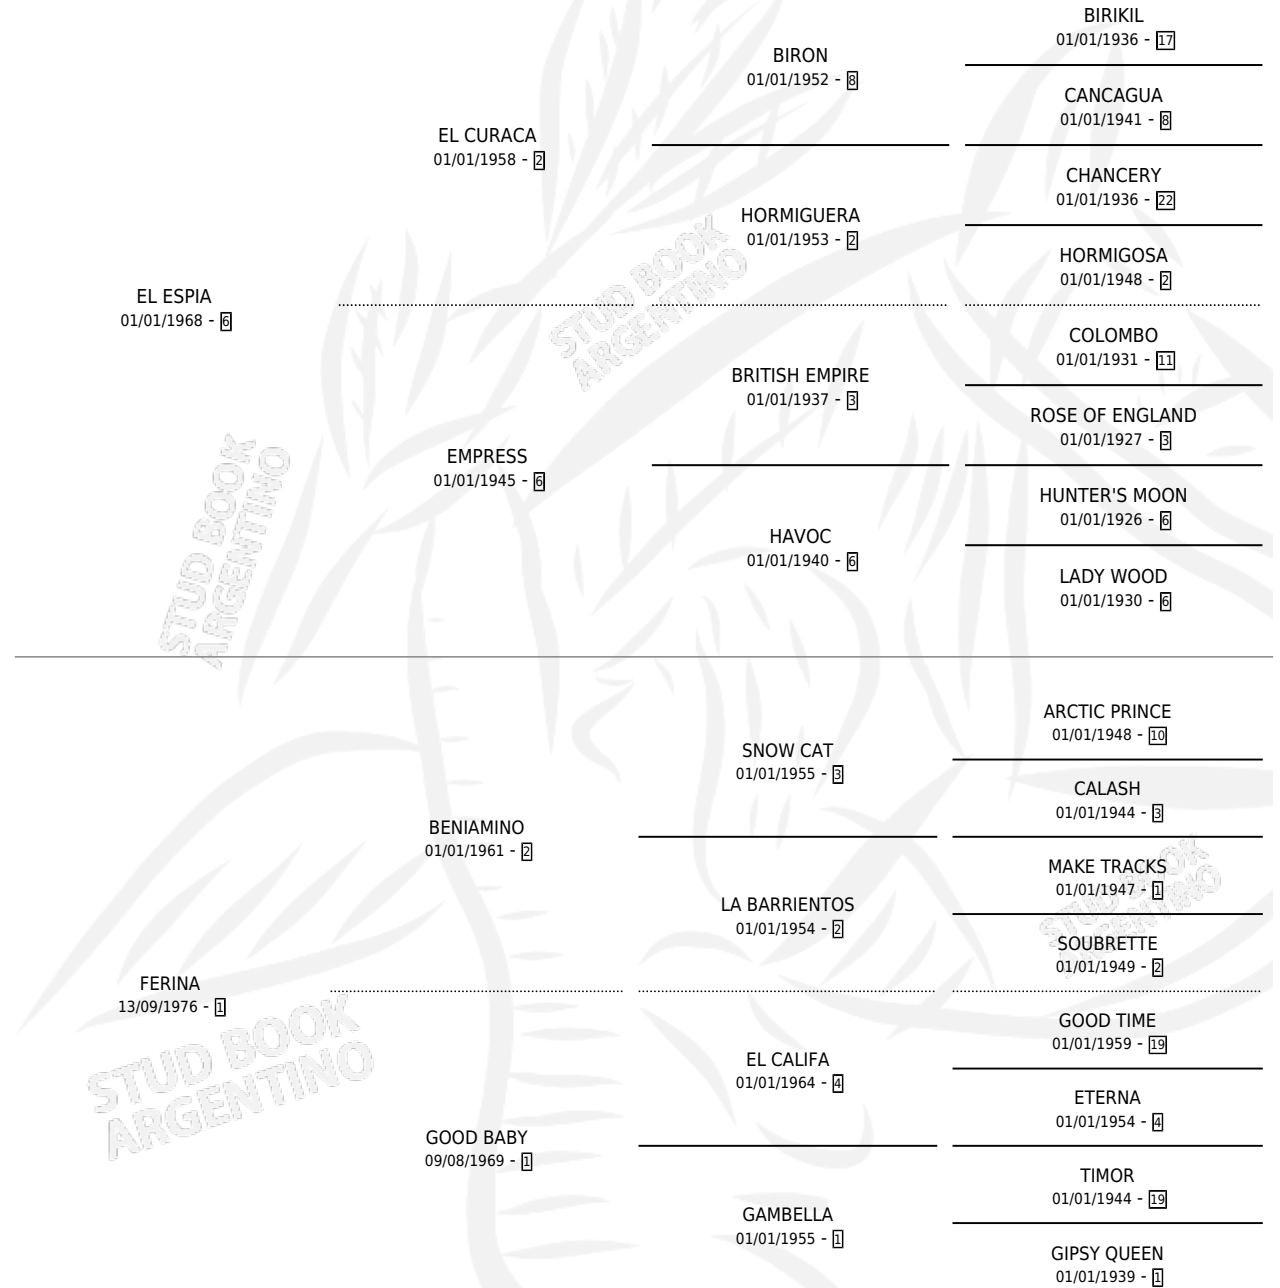 BIRIKIL
01/01/1936 - 17
BIRON
01/01/1952 - 8
CANCAGUA
01/01/1941 - 8
EL CURACA
01/01/1958 - 2
CHANCERY
01/01/1936 - 22
HORMIGUERA
01/01/1953 - 2
HORMIGOSA
01/01/1948 - 2
EL ESPIA
01/01/1968 - 6
COLOMBO
01/01/1931 - 11
BRITISH EMPIRE
01/01/1937 - 3
ROSE OF ENGLAND
01/01/1927 - 3
EMPRESS
01/01/1945 - 6
HUNTER'S MOON
01/01/1926 - 6
HAVOC
01/01/1940 - 6
LADY WOOD
01/01/1930 - 6
STUD BOOK
ARGENTINO
STUD BOOK
ARGENTINO
ARCTIC PRINCE
01/01/1948 - 10
SNOW CAT
01/01/1955 - 3
CALASH
01/01/1944 - 3
BENIAMINO
01/01/1961 - 2
MAKE TRACKS
01/01/1947 - 1
LA BARRIENTOS
01/01/1954 - 2
SOUBRETTE
01/01/1949 - 2
FERINA
13/09/1976 - 1
GOOD TIME
01/01/1959 - 19
EL CALIFA
01/01/1964 - 4
ETERNA
01/01/1954 - 4
GOOD BABY
09/08/1969 - 1
TIMOR
01/01/1944 - 19
GAMBELLA
01/01/1955 - 1
GIPSY QUEEN
01/01/1939 - 1
STUD BOOK
ARGENTINO
STUD BOOK
ARGENTINO